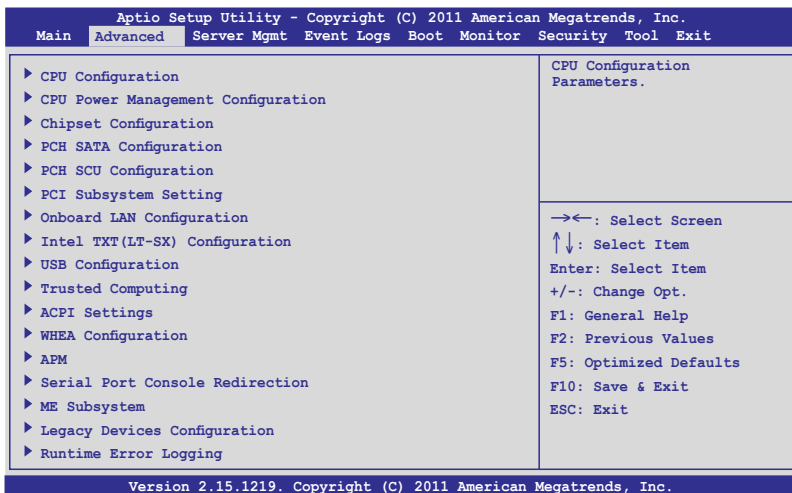 Aptio Setup Utility - Copyright (C) 2011 American Megatrends, Inc.
Main Advanced Server Mgmt Event Logs Boot Monitor Security Tool Exit
CPU Configuration
CPU Power Management Configuration
Chipset Configuration
PCH SATA Configuration
PCH SCU Configuration
PCI Subsystem Setting
Onboard LAN Configuration
Intel TXT(LT-SX) Configuration
USB Configuration
Trusted Computing
ACPI Settings
WHEA Configuration
APM
Serial Port Console Redirection
ME Subsystem
Legacy Devices Configuration
Runtime Error Logging
CPU Configuration
Parameters.
→←: Select Screen
↑↓: Select Item
Enter: Select Item
+/-: Change Opt.
F1: General Help
F2: Previous Values
F5: Optimized Defaults
F10: Save & Exit
ESC: Exit
Version 2.15.1219. Copyright (C) 2011 American Megatrends, Inc.